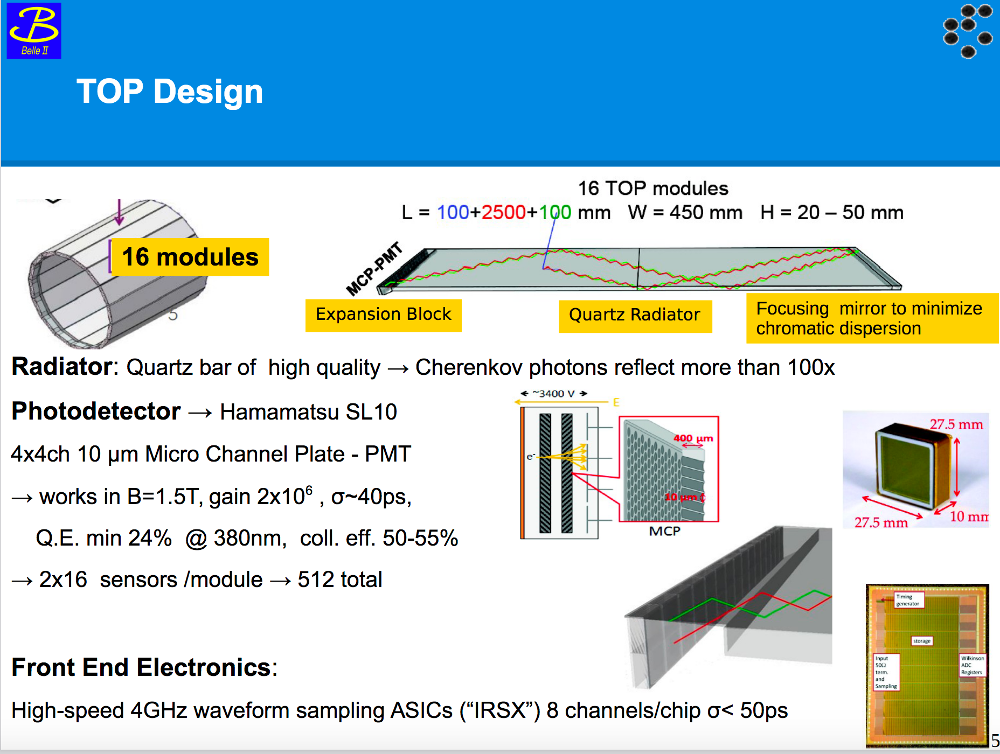 B
Belle II
TOP Design
16 modules
5
16 TOP modules
L = 100+2500+100 mm W = 450 mm H = 20 – 50 mm
MCP-PMT
Expansion Block
Quartz Radiator
Focusing mirror to minimize
chromatic dispersion
Radiator: Quartz bar of high quality → Cherenkov photons reflect more than 100x
Photodetector → Hamamatsu SL10
4x4ch 10 μm Micro Channel Plate - PMT
→ works in B=1.5T, gain 2x10⁶ , σ~40ps,
Q.E. min 24% @ 380nm, coll. eff. 50-55%
→ 2x16 sensors /module → 512 total
~3400 V
E
e⁻
400 μm
10 μm
MCP
27.5 mm
27.5 mm
10 mm
Front End Electronics:
High-speed 4GHz waveform sampling ASICs (“IRSX”) 8 channels/chip σ< 50ps
Timing
generator
storage
Input
50Ω
term.
and
Sampling
Wilkinson
ADC
Registers
5